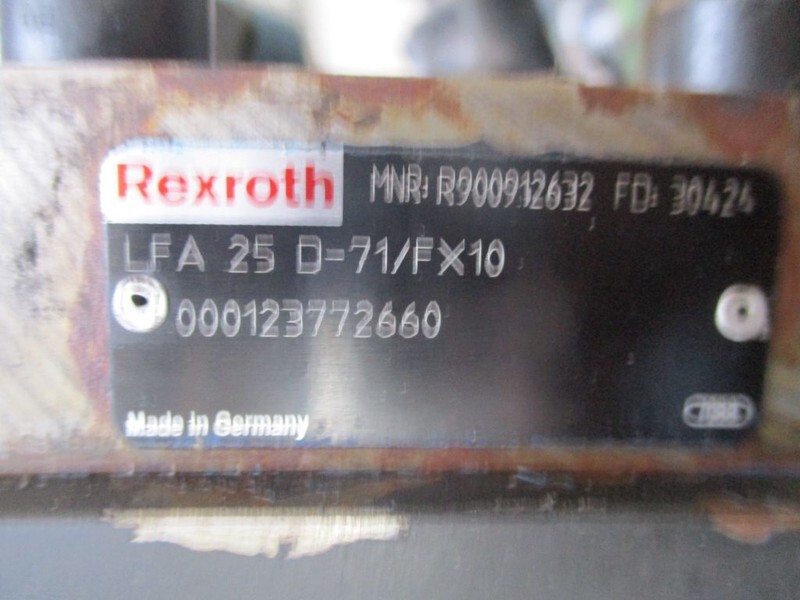 Rexroth MNR: R900912632 FD: 30424
LFA 25 D-71/FX10
000123772660
Made in Germany